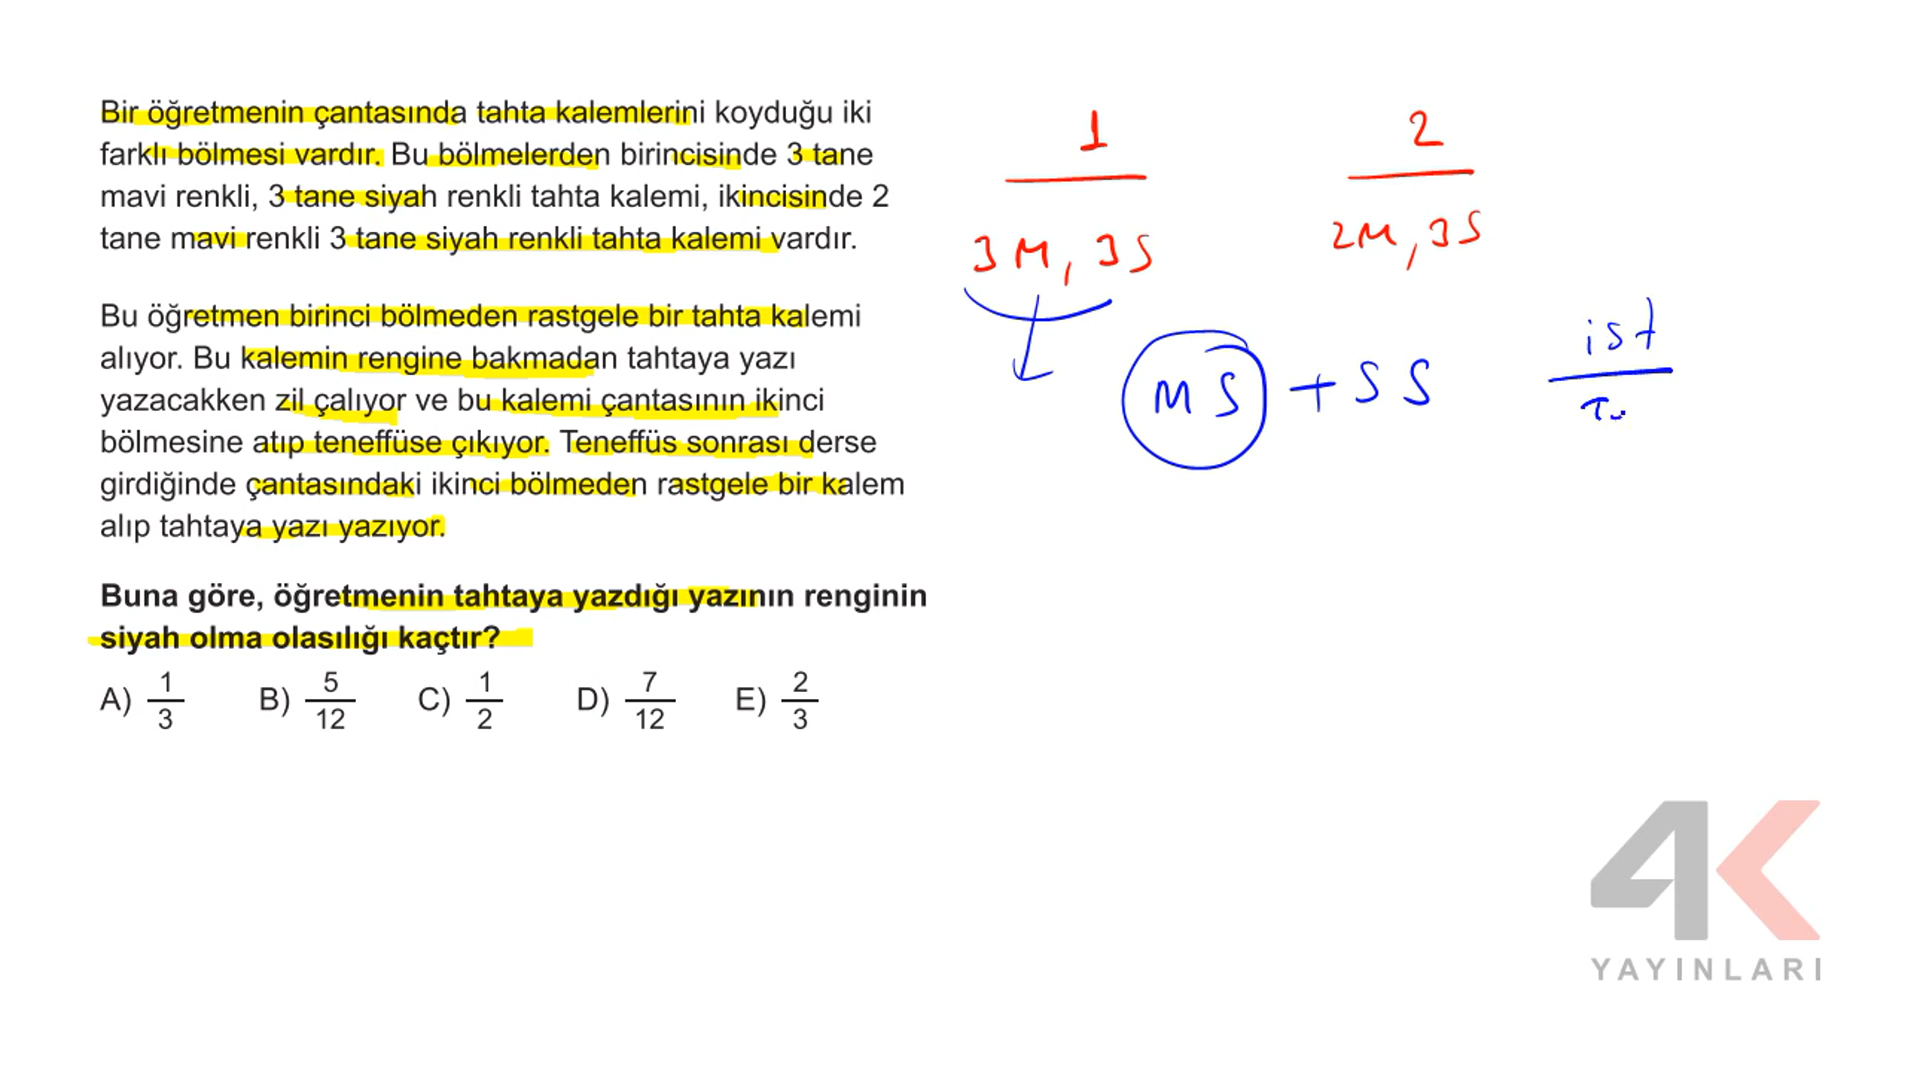 Bir öğretmenin çantasında tahta kalemlerini koyduğu iki
farklı bölmesi vardır. Bu bölmelerden birincisinde 3 tane
mavi renkli, 3 tane siyah renkli tahta kalemi, ikincisinde 2
tane mavi renkli 3 tane siyah renkli tahta kalemi vardır.
Bu öğretmen birinci bölmeden rastgele bir tahta kalemi
alıyor. Bu kalemin rengine bakmadan tahtaya yazı
yazacakken zil çalıyor ve bu kalemi çantasının ikinci
bölmesine atıp teneffüse çıkıyor. Teneffüs sonrası derse
girdiğinde çantasındaki ikinci bölmeden rastgele bir kalem
alıp tahtaya yazı yazıyor.
Buna göre, öğretmenin tahtaya yazdığı yazının renginin
siyah olma olasılığı kaçtır?
A) 1/3 B) 5/12 C) 1/2 D) 7/12 E) 2/3
1 2
3M, 3S 2M, 3S
MS + SS ist
4K
YAYINLARI